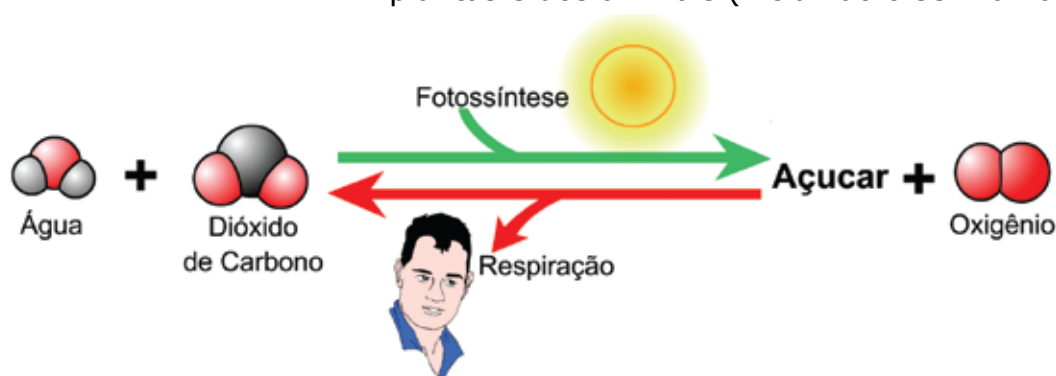 Fotossíntese
Água
+
Dióxido
de Carbono
Açucar +
Oxigênio
Respiração